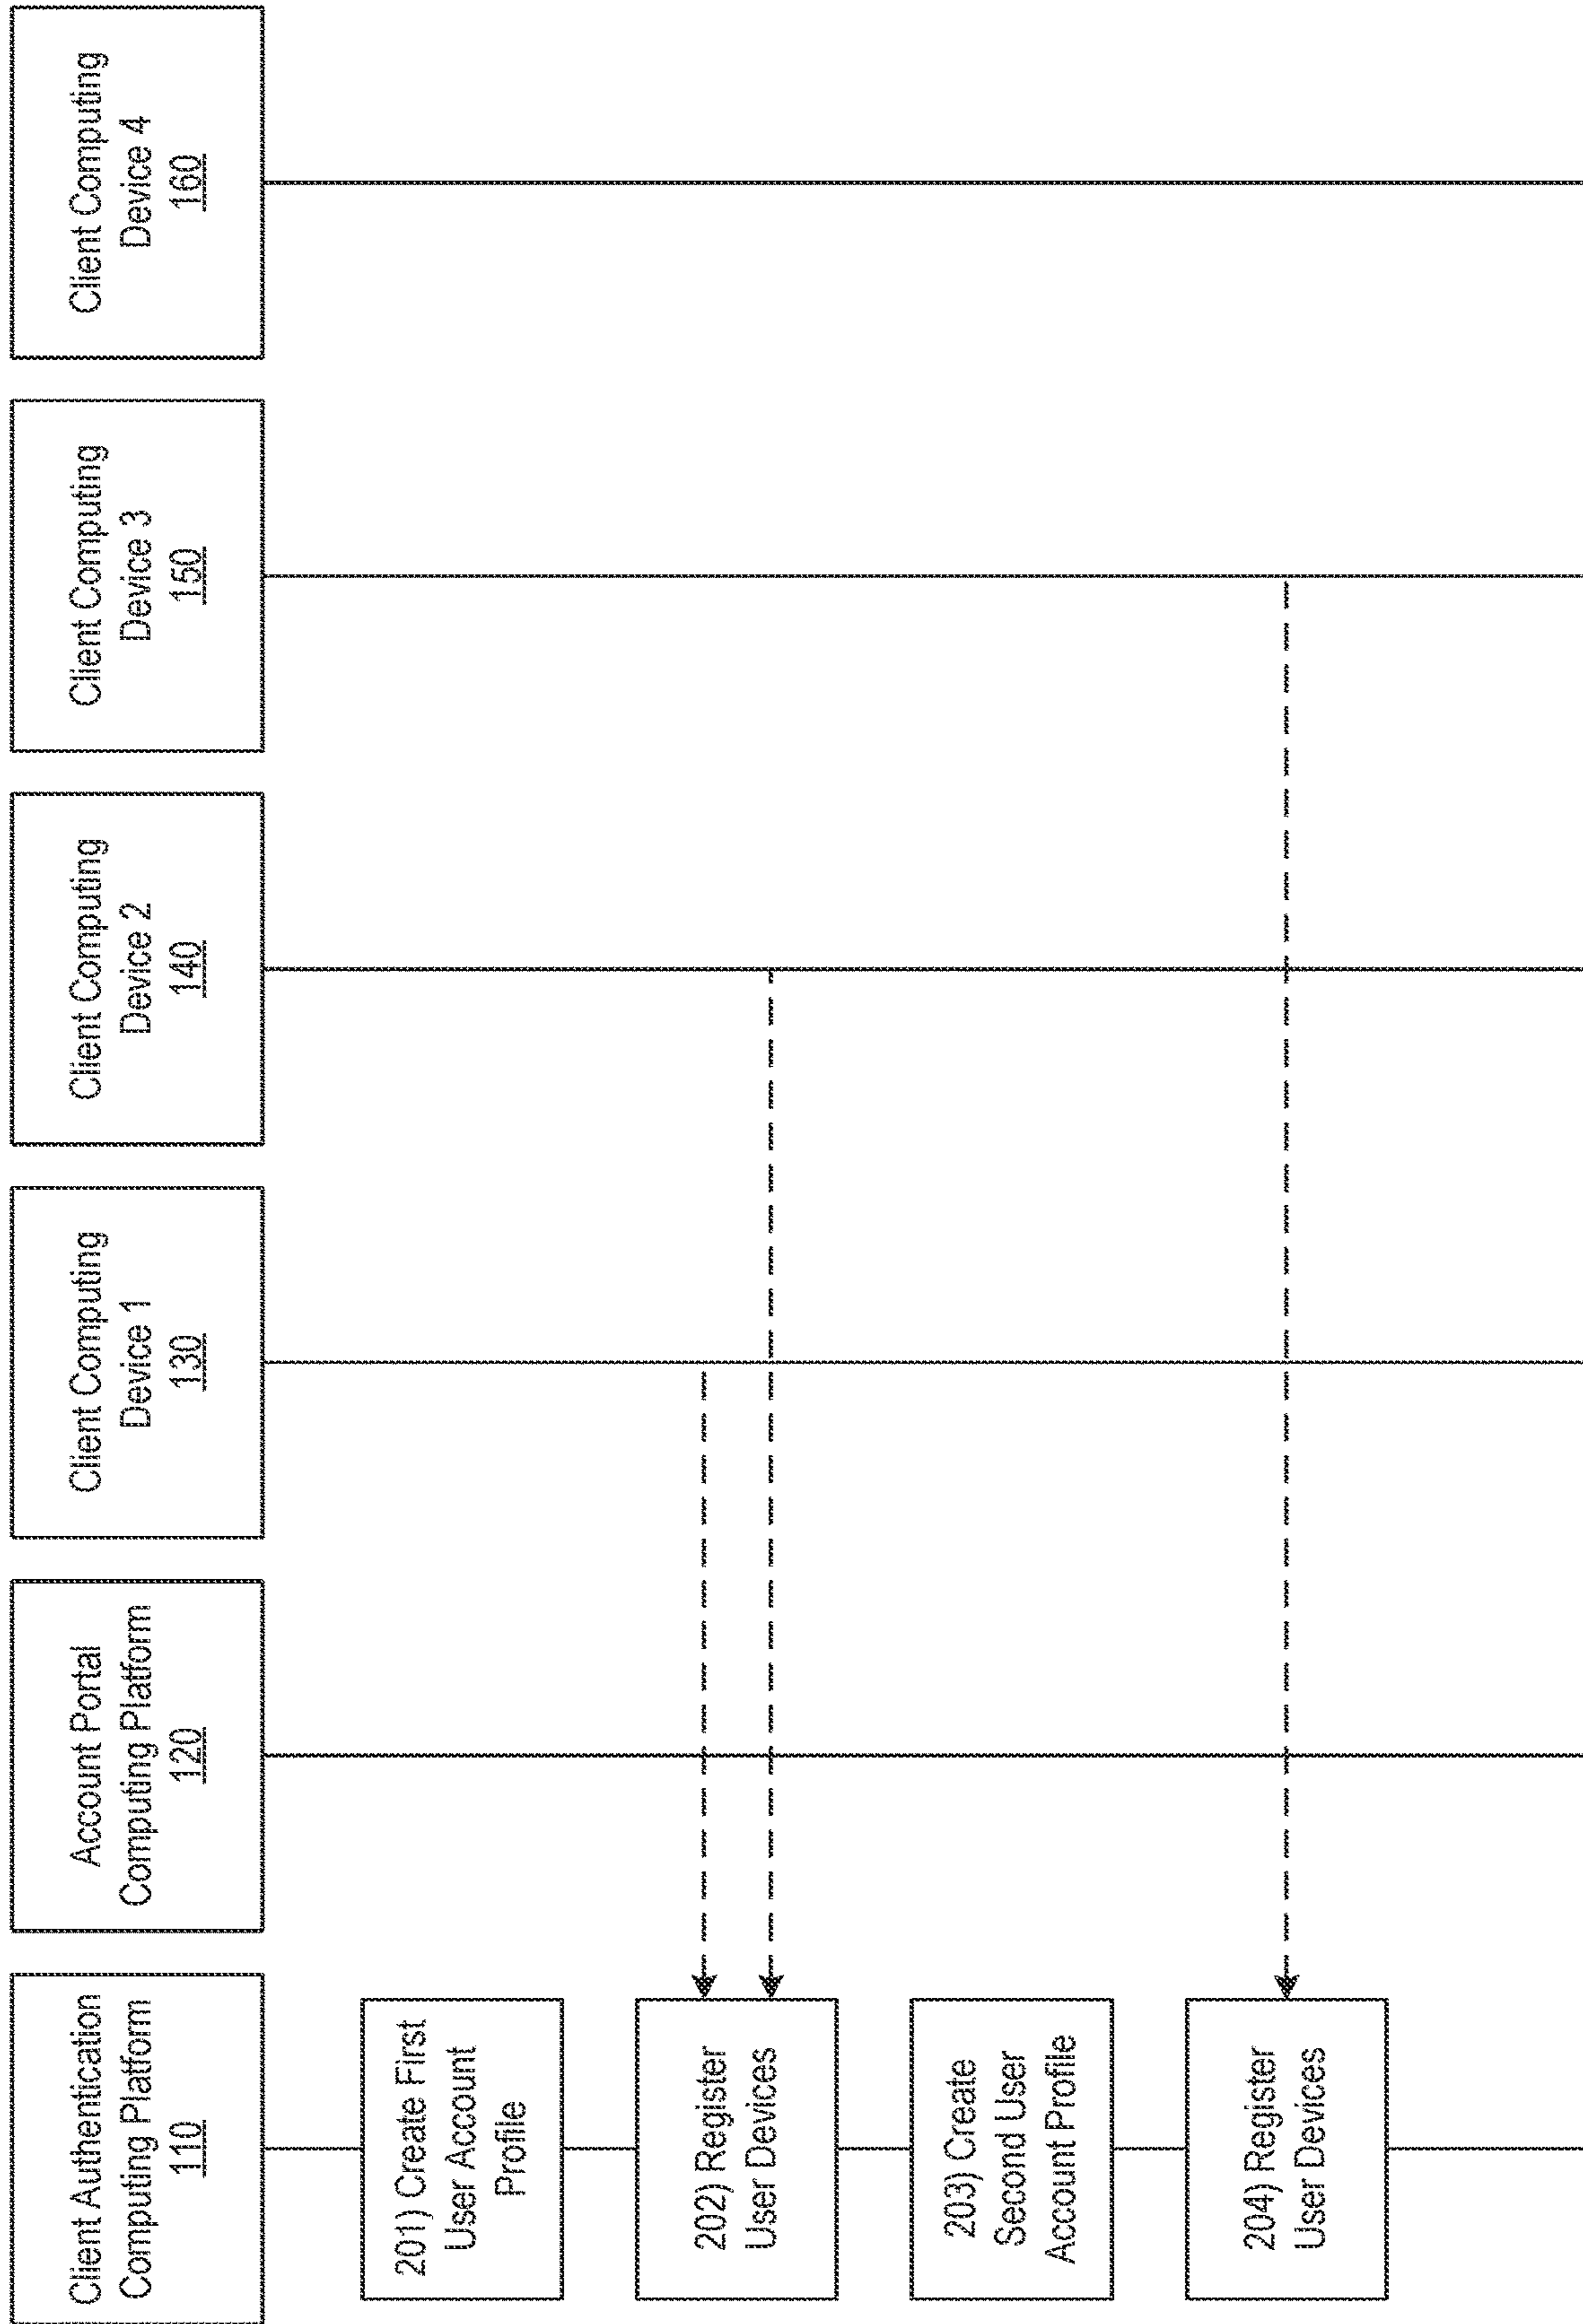 Client Authentication
Computing Platform
110
Account Portal
Computing Platform
120
Client Computing
Device 1
130
Client Computing
Device 2
140
Client Computing
Device 3
150
Client Computing
Device 4
160
201) Create First
User Account
Profile
202) Register
User Devices
203) Create
Second User
Account Profile
204) Register
User Devices